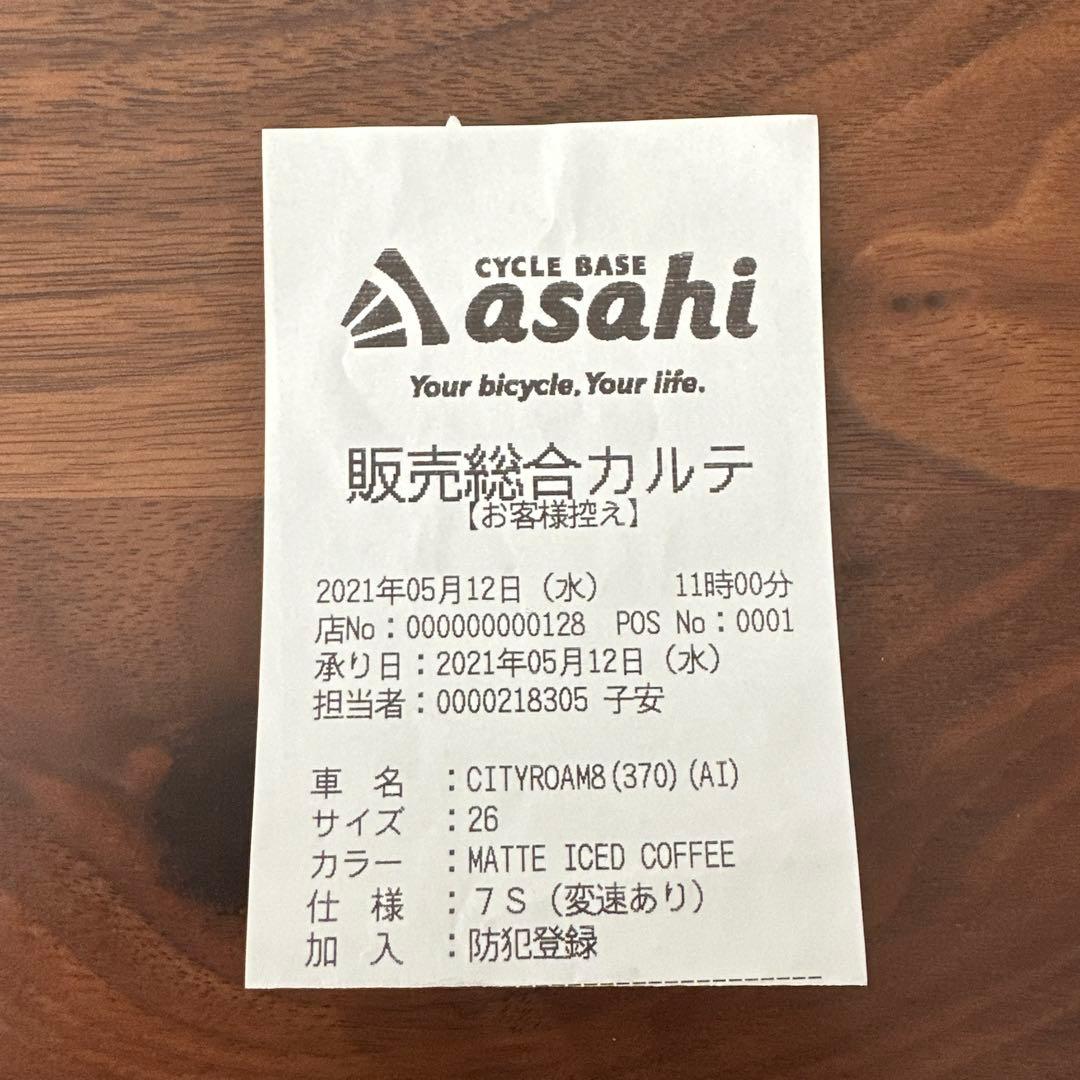 CYCLE BASE
asahi
Your bicycle. Your life.
販売総合カルテ
【お客様控え】
2021年05月12日（水） 11時00分
店No：000000000128 POS No：0001
承り日：2021年05月12日（水）
担当者：0000218305 子安
車 名 ：CITYROAM8(370)(AI)
サイズ ：26
カラー ：MATTE ICED COFFEE
仕 様 ：７Ｓ（変速あり）
加 入 ：防犯登録